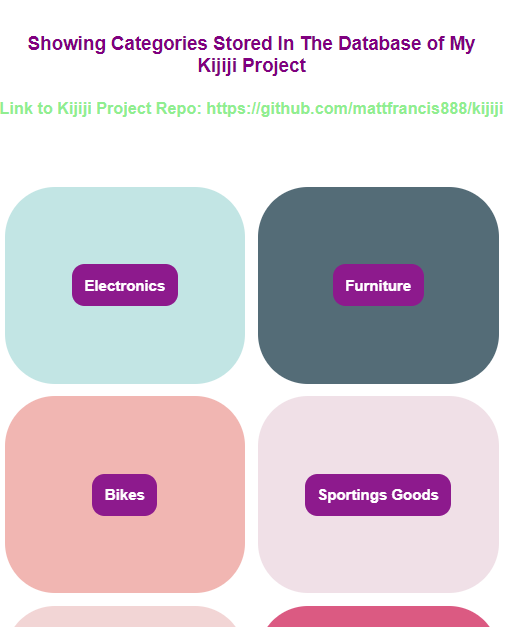 Showing Categories Stored In The Database of My
Kijiji Project
Link to Kijiji Project Repo: https://github.com/mattfrancis888/kijiji
Electronics
Furniture
Bikes
Sportings Goods